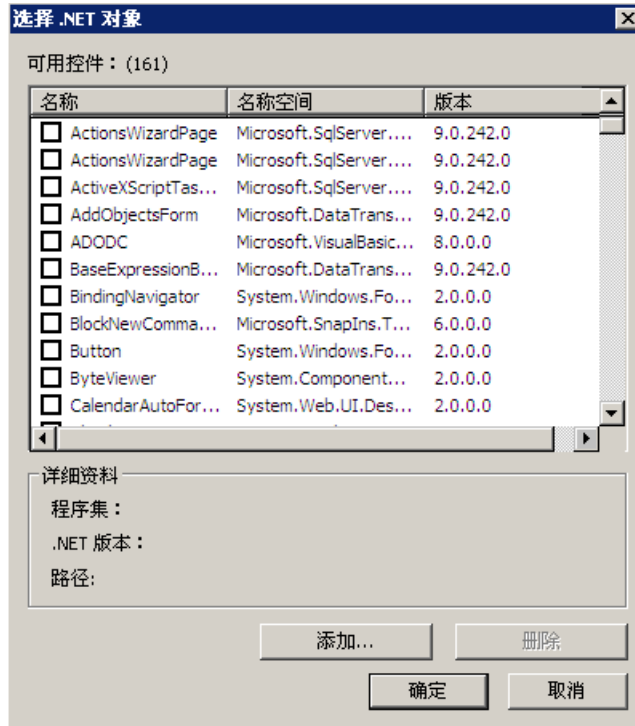 选择 .NET 对象
可用控件：(161)
名称 名称空间 版本
ActionsWizardPage Microsoft.SqlServer.... 9.0.242.0
ActionsWizardPage Microsoft.SqlServer.... 9.0.242.0
ActiveXScriptTas... Microsoft.SqlServer.... 9.0.242.0
AddObjectsForm Microsoft.DataTrans... 9.0.242.0
ADODC Microsoft.VisualBasic... 8.0.0.0
BaseExpressionB... Microsoft.DataTrans... 9.0.242.0
BindingNavigator System.Windows.Fo... 2.0.0.0
BlockNewComma... Microsoft.SnapIns.T... 6.0.0.0
Button System.Windows.Fo... 2.0.0.0
ByteViewer System.Component... 2.0.0.0
CalendarAutoFor... System.Web.UI.Des... 2.0.0.0
详细资料
程序集：
.NET 版本：
路径:
添加... 删除
确定 取消